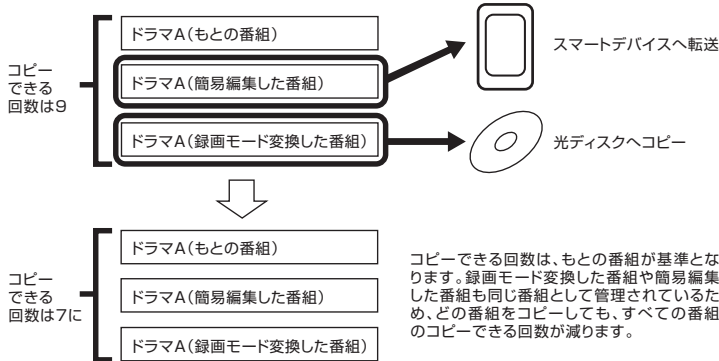 ドラマA(もとの番組)
スマートデバイスへ転送
コピー
できる
回数は9
ドラマA(簡易編集した番組)
ドラマA(録画モード変換した番組)
光ディスクへコピー
ドラマA(もとの番組)
コピー
できる
回数は7に
ドラマA(簡易編集した番組)
ドラマA(録画モード変換した番組)
コピーできる回数は、もとの番組が基準とな
ります。録画モード変換した番組や簡易編集
した番組も同じ番組として管理されているた
め、どの番組をコピーしても、すべての番組
のコピーできる回数が減ります。